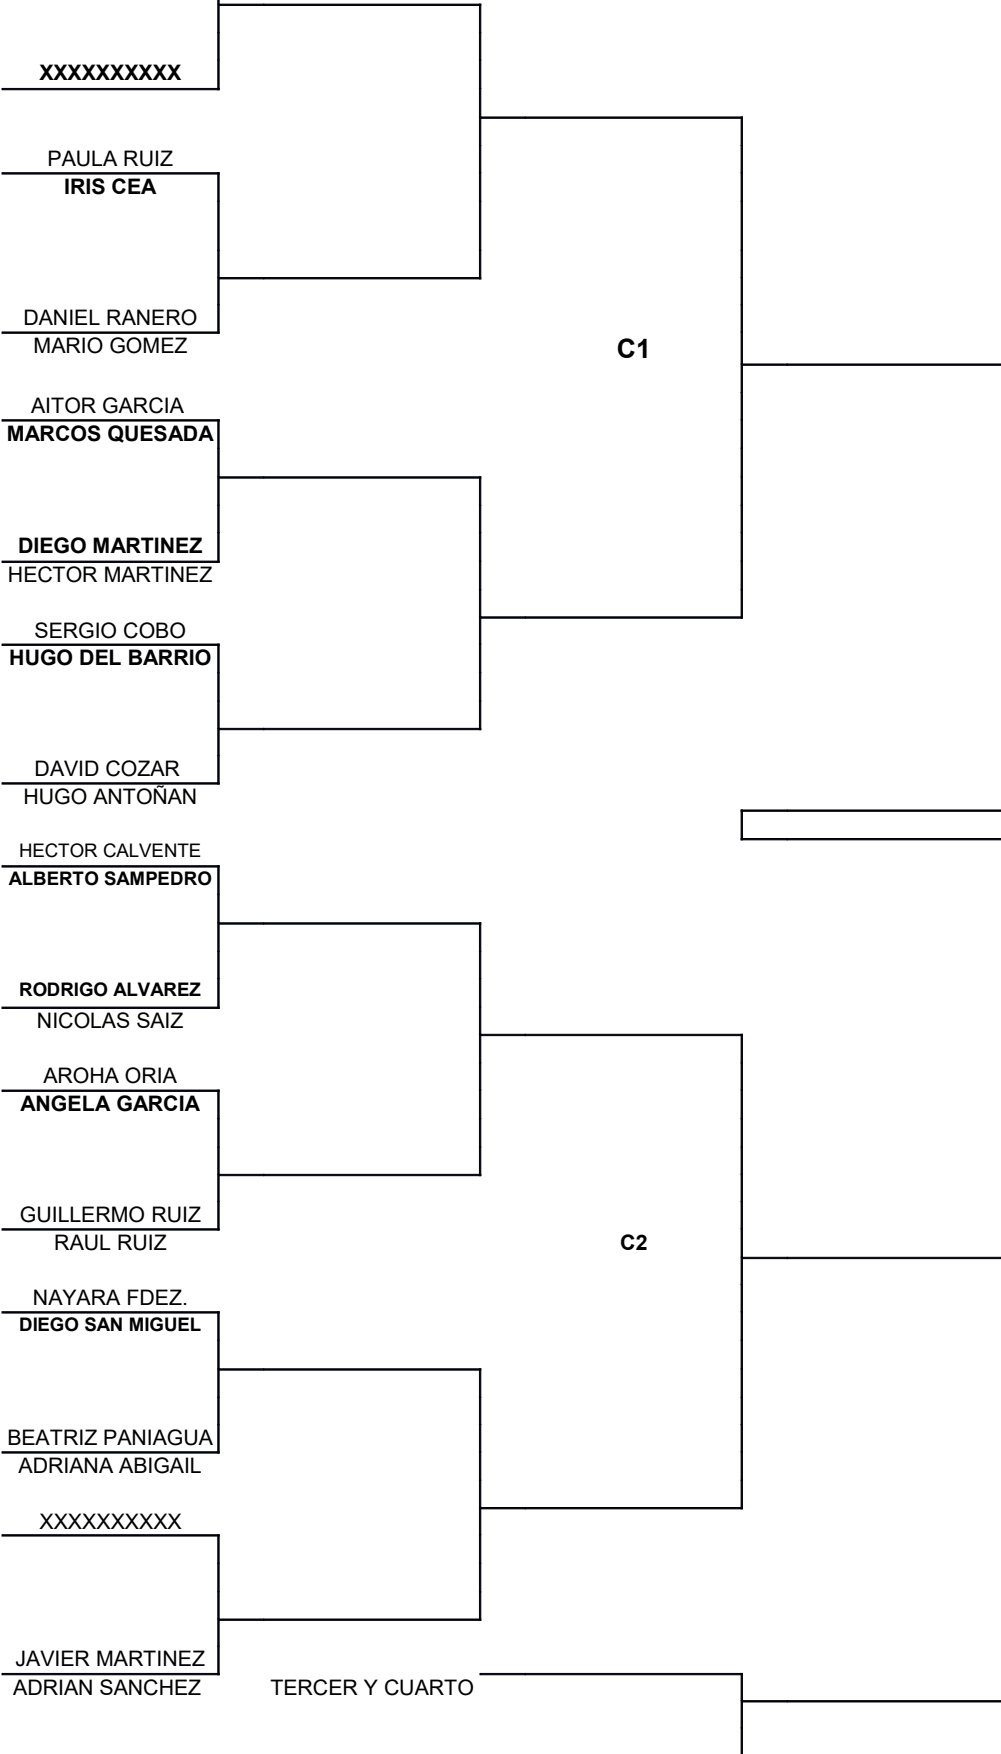 XXXXXXXXXX
PAULA RUIZ
IRIS CEA
DANIEL RANERO
MARIO GOMEZ
C1
AITOR GARCIA
MARCOS QUESADA
DIEGO MARTINEZ
HECTOR MARTINEZ
SERGIO COBO
HUGO DEL BARRIO
DAVID COZAR
HUGO ANTOÑAN
HECTOR CALVENTE
ALBERTO SAMPEDRO
RODRIGO ALVAREZ
NICOLAS SAIZ
AROHA ORIA
ANGELA GARCIA
GUILLERMO RUIZ
RAUL RUIZ
C2
NAYARA FDEZ.
DIEGO SAN MIGUEL
BEATRIZ PANIAGUA
ADRIANA ABIGAIL
XXXXXXXXXX
JAVIER MARTINEZ
ADRIAN SANCHEZ
TERCER Y CUARTO